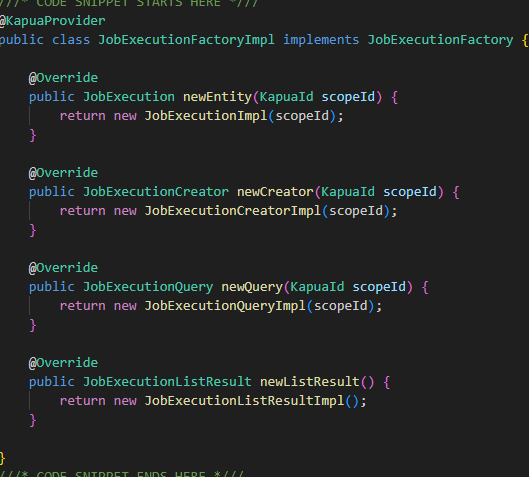 ///* CODE SNIPPET STARTS HERE *///
@KapuaProvider
public class JobExecutionFactoryImpl implements JobExecutionFactory {
@Override
public JobExecution newEntity(KapuaId scopeId) {
return new JobExecutionImpl(scopeId);
}
@Override
public JobExecutionCreator newCreator(KapuaId scopeId) {
return new JobExecutionCreatorImpl(scopeId);
}
@Override
public JobExecutionQuery newQuery(KapuaId scopeId) {
return new JobExecutionQueryImpl(scopeId);
}
@Override
public JobExecutionListResult newListResult() {
return new JobExecutionListResultImpl();
}
}
///* CODE SNIPPET ENDS HERE *///